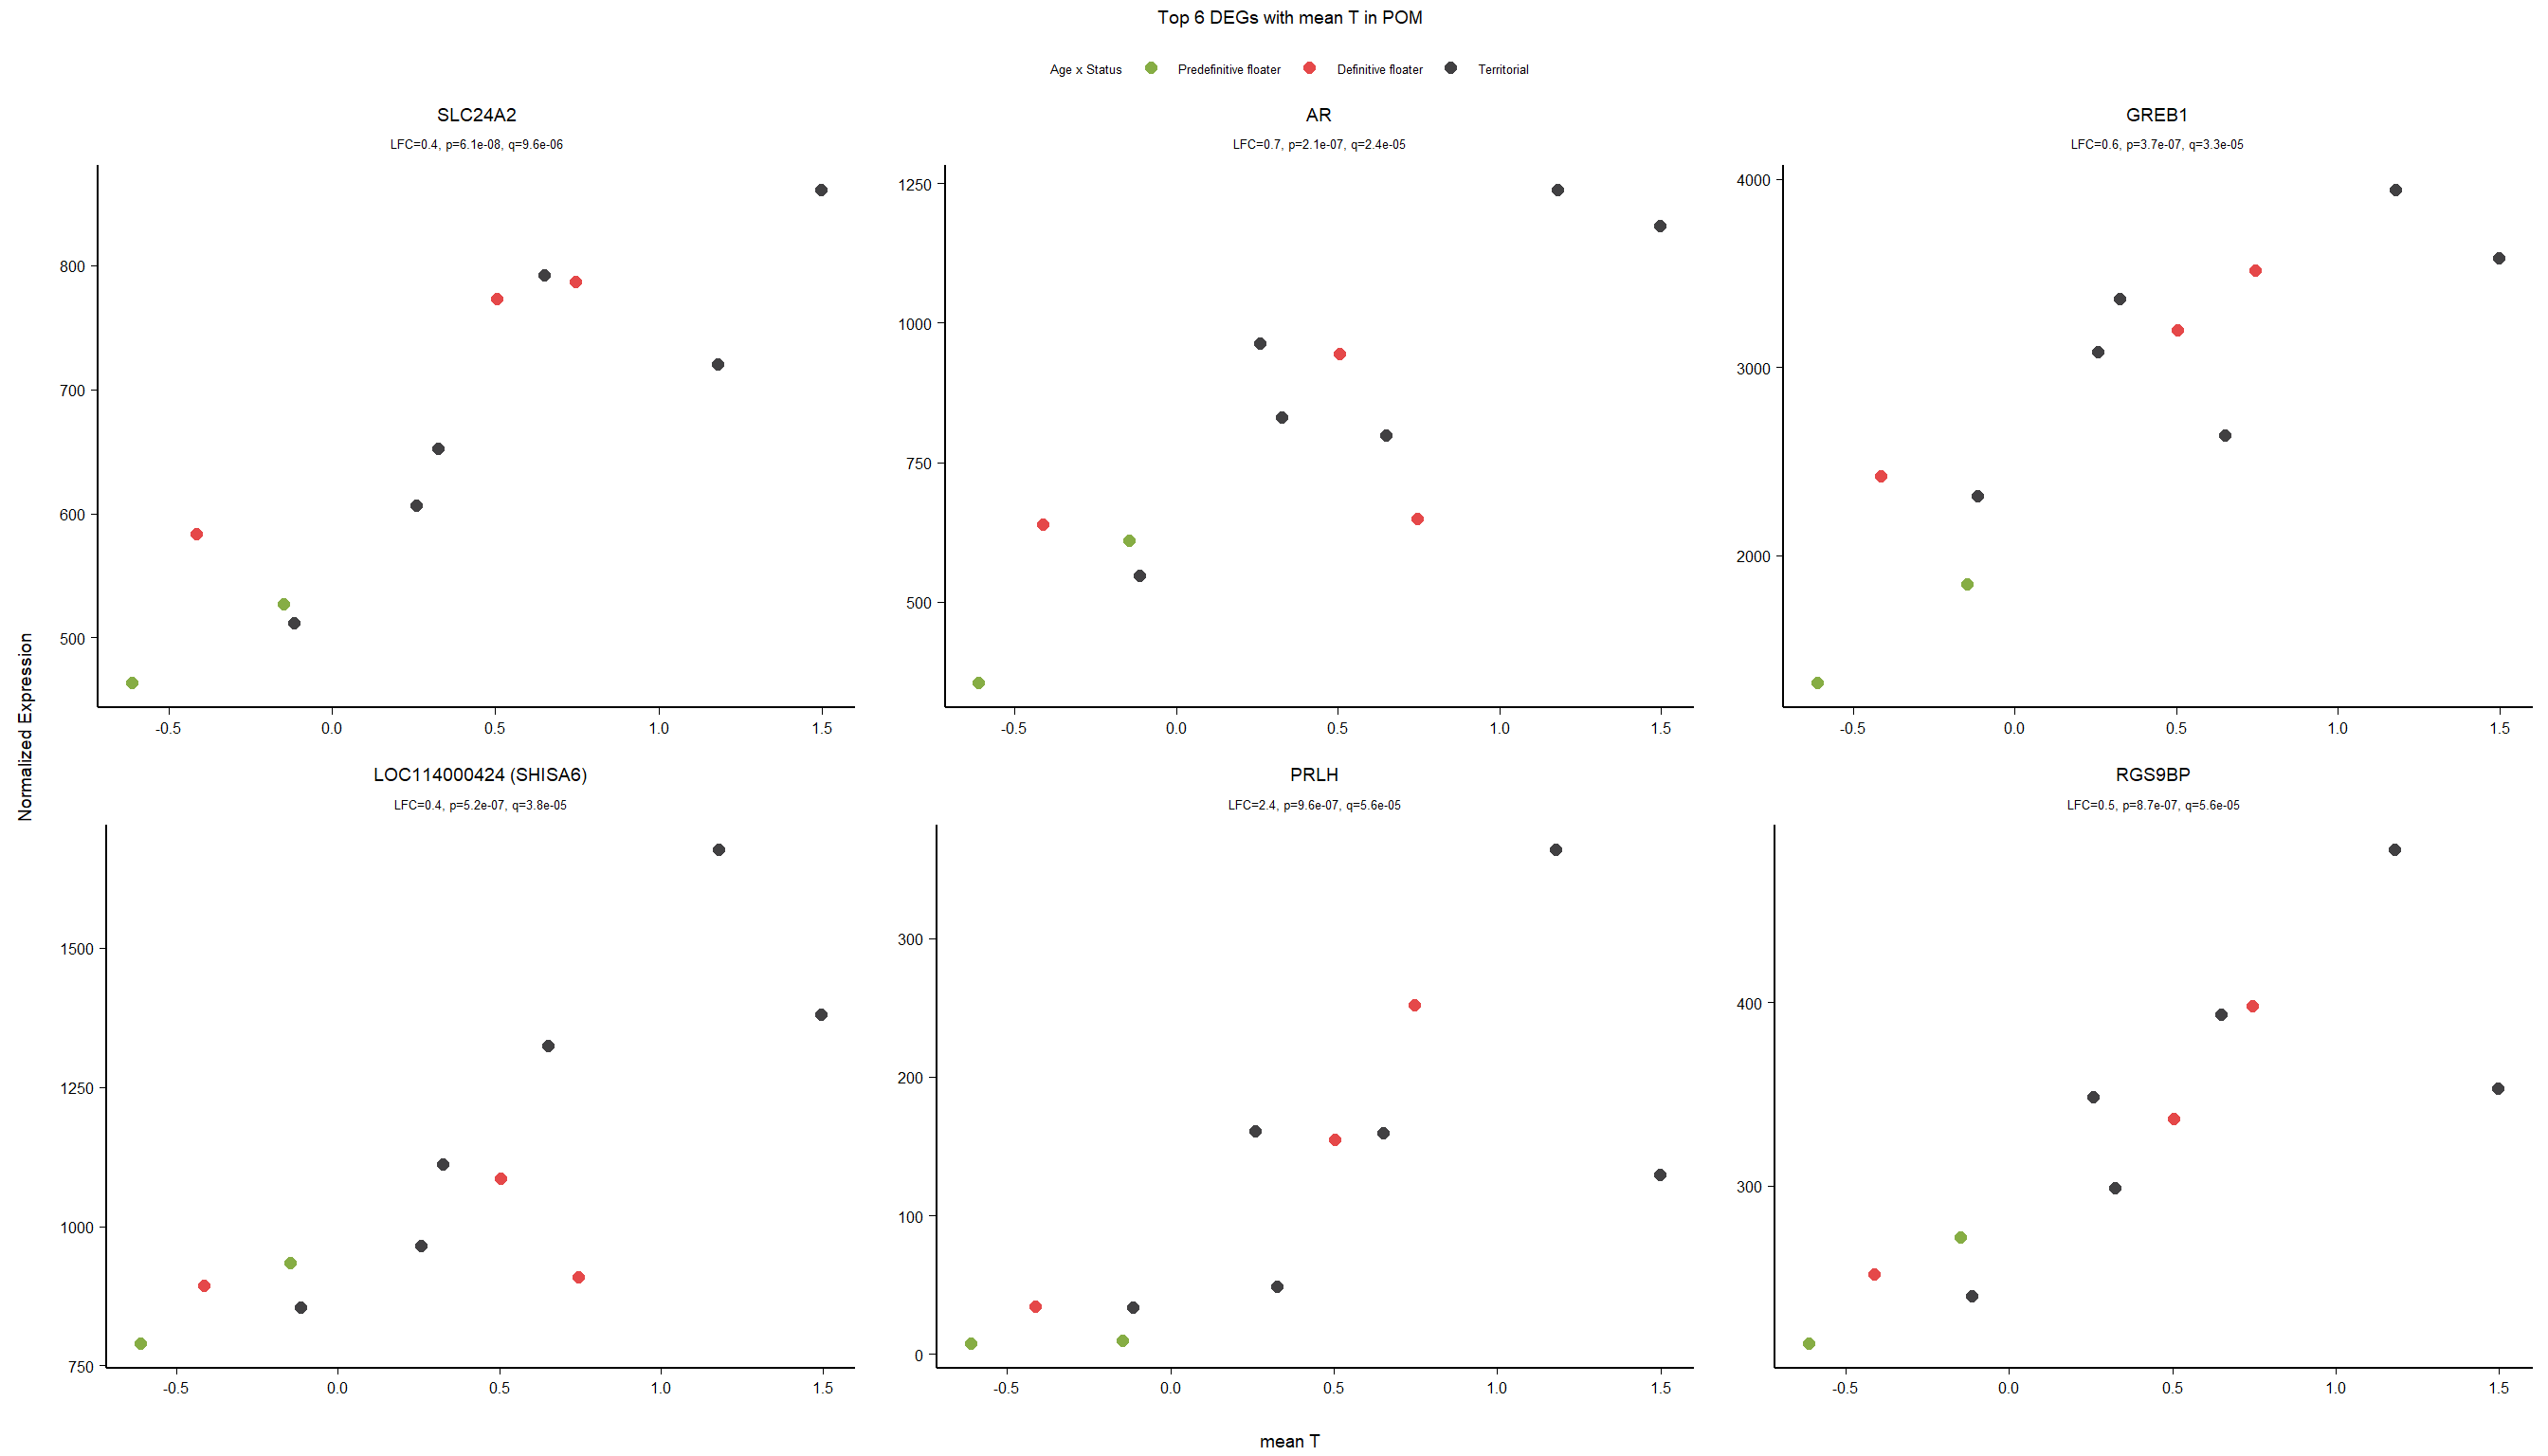 Top 6 DEGs with mean T in POM
Age x Status Predefinitive floater Definitive floater Territorial
SLC24A2
LFC=0.4, p=6.1e-08, q=9.6e-06
800
700
600
500
-0.5 0.0 0.5 1.0 1.5
AR
LFC=0.7, p=2.1e-07, q=2.4e-05
1250
1000
750
500
-0.5 0.0 0.5 1.0 1.5
GREB1
LFC=0.6, p=3.7e-07, q=3.3e-05
4000
3000
2000
-0.5 0.0 0.5 1.0 1.5
Normalized Expression
LOC114000424 (SHISA6)
LFC=0.4, p=5.2e-07, q=3.8e-05
1500
1250
1000
750
-0.5 0.0 0.5 1.0 1.5
PRLH
LFC=2.4, p=9.6e-07, q=5.6e-05
300
200
100
0
-0.5 0.0 0.5 1.0 1.5
RGS9BP
LFC=0.5, p=8.7e-07, q=5.6e-05
400
300
-0.5 0.0 0.5 1.0 1.5
mean T